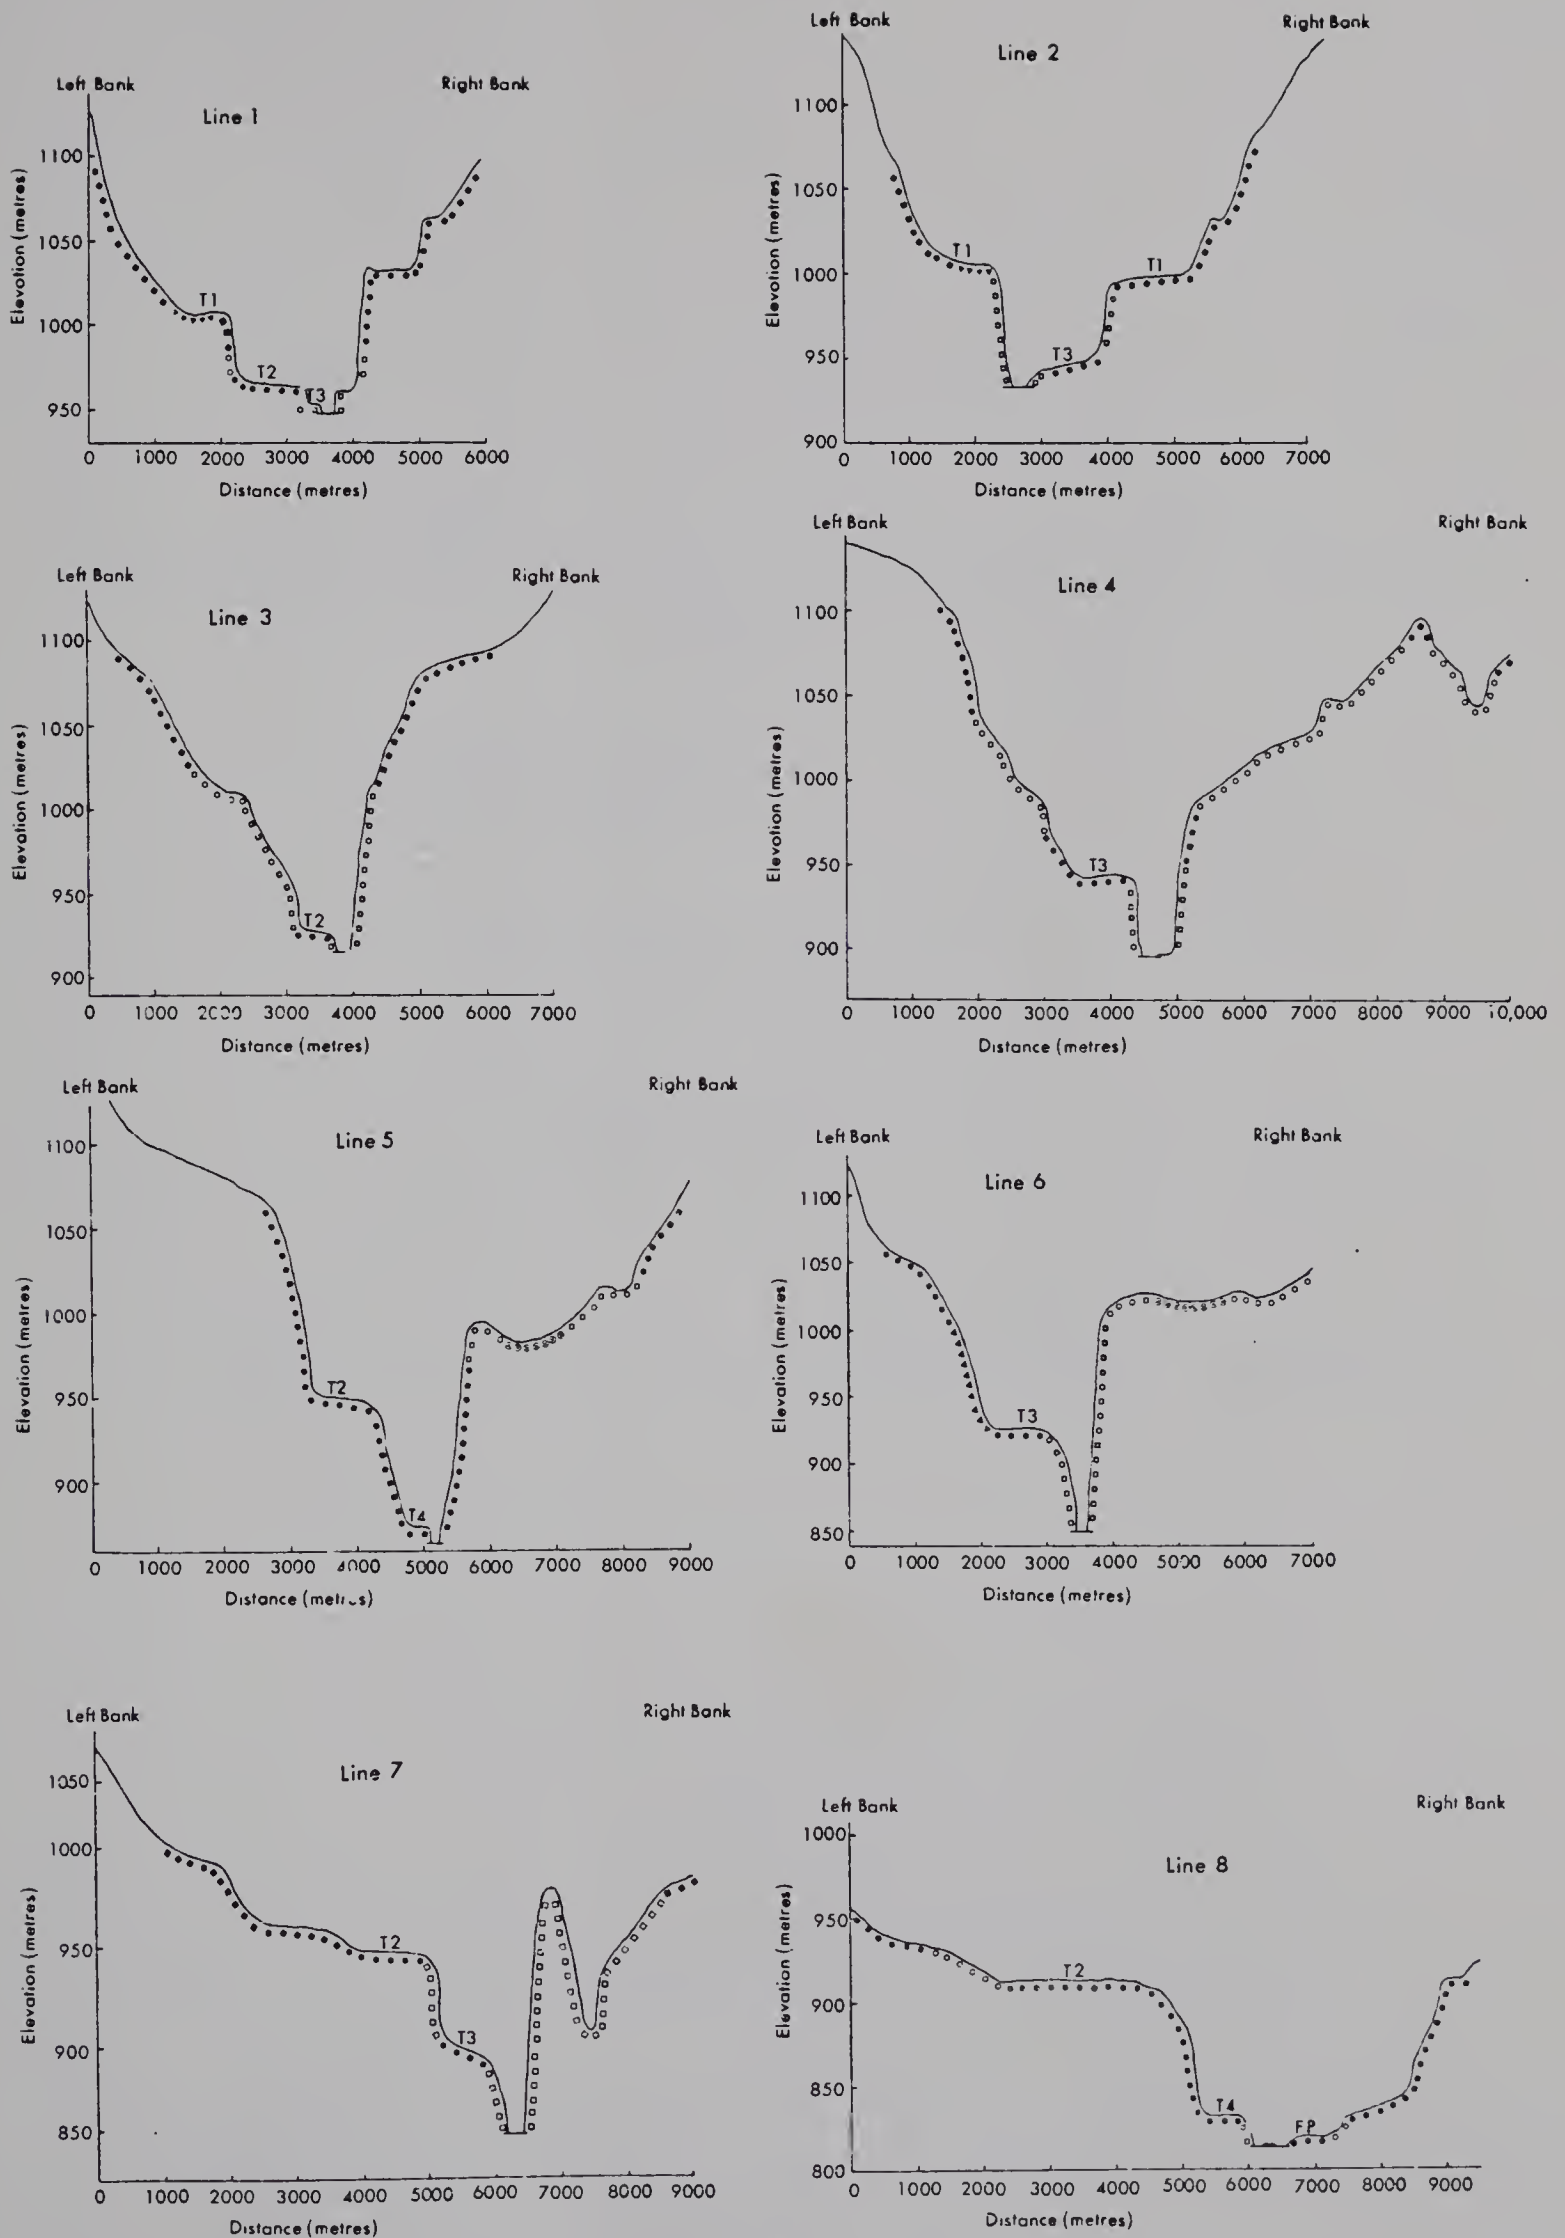 Left Bank
Right Bank
Line 1
Elevation (metres)
1100
1050
1000
950
T1
T2
T3
0 1000 2000 3000 4000 5000 6000
Distance (metres)
Left Bank
Right Bank
Line 2
Elevation (metres)
1100
1050
1000
950
900
T1
T1
T3
0 1000 2000 3000 4000 5000 6000 7000
Distance (metres)
Left Bank
Right Bank
Line 3
Elevation (metres)
1100
1050
1000
950
900
T2
0 1000 2000 3000 4000 5000 6000 7000
Distance (metres)
Left Bank
Right Bank
Line 4
Elevation (metres)
1100
1050
1000
950
900
T3
0 1000 2000 3000 4000 5000 6000 7000 8000 9000 10,000
Distance (metres)
Left Bank
Right Bank
Line 5
Elevation (metres)
1100
1050
1000
950
900
T2
T4
0 1000 2000 3000 4000 5000 6000 7000 8000 9000
Distance (metres)
Left Bank
Right Bank
Line 6
Elevation (metres)
1100
1050
1000
950
900
850
T3
0 1000 2000 3000 4000 5000 6000 7000
Distance (metres)
Left Bank
Right Bank
Line 7
Elevation (metres)
1050
1000
950
900
850
T2
T3
0 1000 2000 3000 4000 5000 6000 7000 8000 9000
Distance (metres)
Left Bank
Right Bank
Line 8
Elevation (metres)
1000
950
900
850
800
T2
T4
FP
0 1000 2000 3000 4000 5000 6000 7000 8000 9000
Distance (metres)